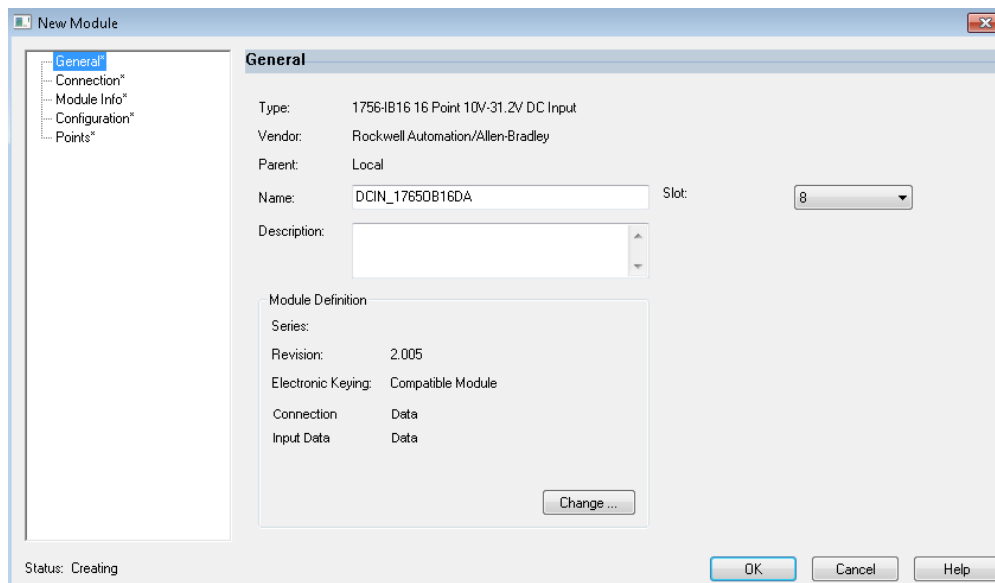 New Module
General*
Connection*
Module Info*
Configuration*
Points*
General
Type: 1756-IB16 16 Point 10V-31.2V DC Input
Vendor: Rockwell Automation/Allen-Bradley
Parent: Local
Name: DCIN_1765OB16DA Slot: 8
Description:
Module Definition
Series:
Revision: 2.005
Electronic Keying: Compatible Module
Connection Data
Input Data Data
Change ...
Status: Creating OK Cancel Help